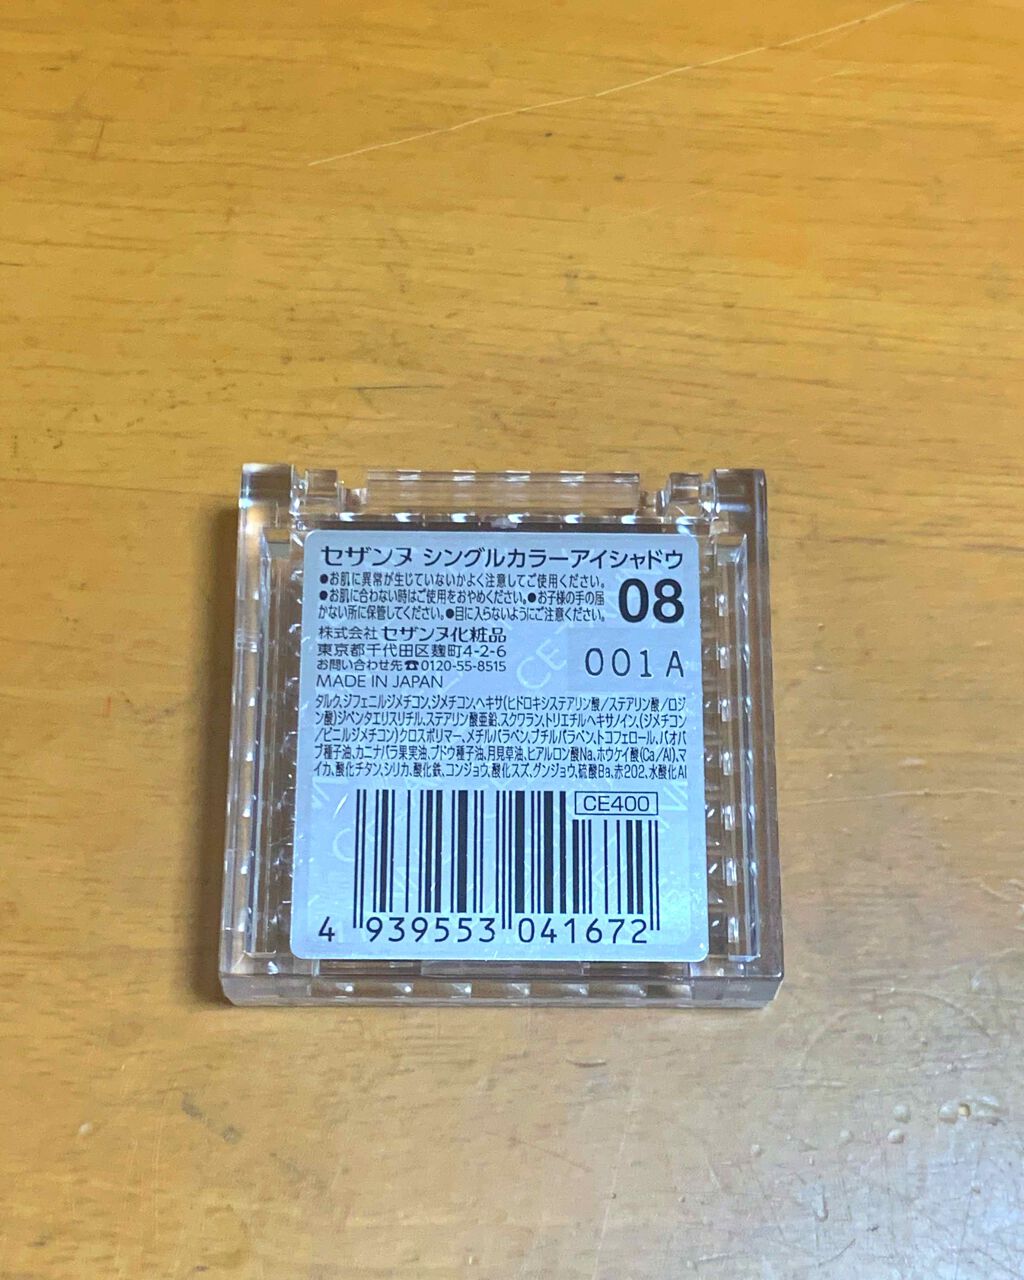 セザンヌ シングルカラーアイシャドウ
●お肌に異常が生じていないかよく注意してご使用ください。
●お肌に合わない時はご使用をおやめください。●お子様の手の届
かない所に保管してください。●目に入らないようにご注意ください。
08
株式会社 セザンヌ化粧品
東京都千代田区麹町4-2-6
お問い合わせ先☎0120-55-8515
MADE IN JAPAN
001A
タルク、ジフェニルジメチコン、ジメチコン、ヘキサ(ヒドロキシステアリン酸/ステアリン酸/ロジ
ン酸)ジペンタエリスリチル、ステアリン酸亜鉛、スクワラン、トリエチルヘキサノイン、(ジメチコン
/ビニルジメチコン)クロスポリマー、メチルパラベン、ブチルパラベン、トコフェロール、バオバ
ブ種子油、カニナバラ果実油、ブドウ種子油、月見草油、ヒアルロン酸Na、ホウケイ酸(Ca/Al)、マ
イカ、酸化チタン、シリカ、酸化鉄、コンジョウ、酸化スズ、グンジョウ、硫酸Ba、赤202、水酸化Al
CE400
4 939553 041672